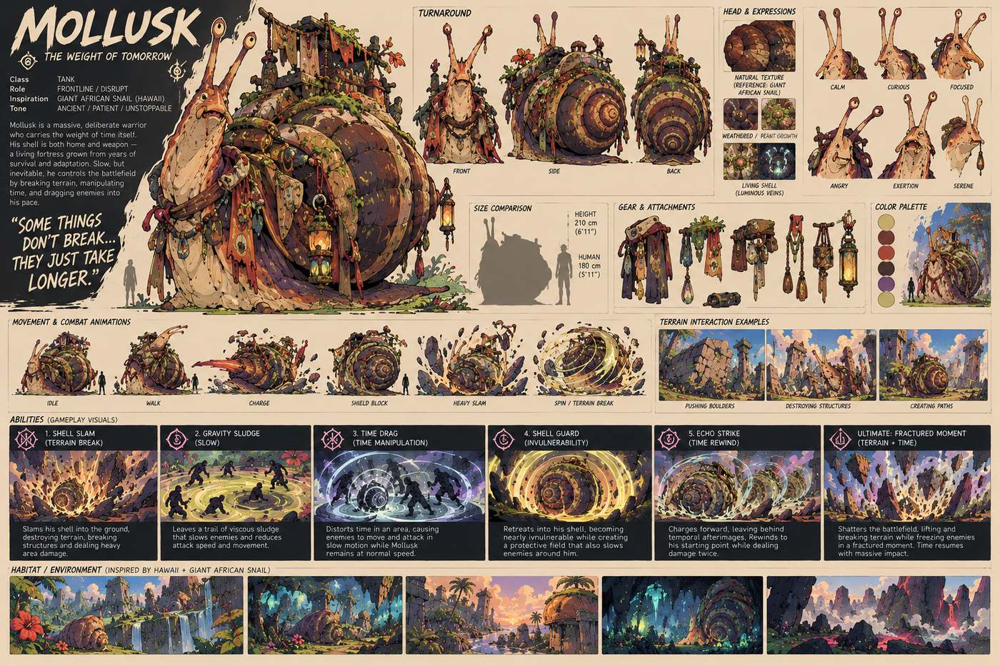 MOLLUSK
THE WEIGHT OF TOMORROW
Class TANK
Role FRONTLINE / DISRUPT
Inspiration GIANT AFRICAN SNAIL (HAWAII)
Tone ANCIENT / PATIENT / UNSTOPPABLE
Mollusk is a massive, deliberate warrior
who carries the weight of time itself.
His shell is both home and weapon —
a living fortress grown from years of
survival and adaptation. Slow, but
inevitable, he controls the battlefield
by breaking terrain, manipulating
time, and dragging enemies into
his pace.
“SOME THINGS
DON’T BREAK...
THEY JUST TAKE
LONGER.”
TURNAROUND
FRONT
SIDE
BACK
HEAD & EXPRESSIONS
NATURAL TEXTURE
(REFERENCE: GIANT
AFRICAN SNAIL)
WEATHERED / PLANT GROWTH
LIVING SHELL
(LUMINOUS VEINS)
CALM
CURIOUS
FOCUSED
ANGRY
EXERTION
SERENE
SIZE COMPARISON
HEIGHT
210 cm
(6'11")
HUMAN
180 cm
(5'11")
GEAR & ATTACHMENTS
COLOR PALETTE
MOVEMENT & COMBAT ANIMATIONS
IDLE
WALK
CHARGE
SHIELD BLOCK
HEAVY SLAM
SPIN / TERRAIN BREAK
TERRAIN INTERACTION EXAMPLES
PUSHING BOULDERS
DESTROYING STRUCTURES
CREATING PATHS
ABILITIES (GAMEPLAY VISUALS)
1. SHELL SLAM
(TERRAIN BREAK)
Slams his shell into the ground,
destroying terrain, breaking
structures and dealing heavy
area damage.
2. GRAVITY SLUDGE
(SLOW)
Leaves a trail of viscous sludge
that slows enemies and reduces
attack speed and movement.
3. TIME DRAG
(TIME MANIPULATION)
Distorts time in an area, causing
enemies to move and attack in
slow motion while Mollusk
remains at normal speed.
4. SHELL GUARD
(INVULNERABILITY)
Retreats into his shell, becoming
nearly ivnulnerable while creating
a protective field that also slows
enemies around him.
5. ECHO STRIKE
(TIME REWIND)
Charges forward, leaving behind
temporal afterimages. Rewinds to
his starting point while dealing
damage twice.
ULTIMATE: FRACTURED MOMENT
(TERRAIN + TIME)
Shatters the battlefield, lifting and
breaking terrain while freezing enemies
in a fractured moment. Time resumes
with massive impact.
HABITAT / ENVIRONMENT (INSPIRED BY HAWAII + GIANT AFRICAN SNAIL)